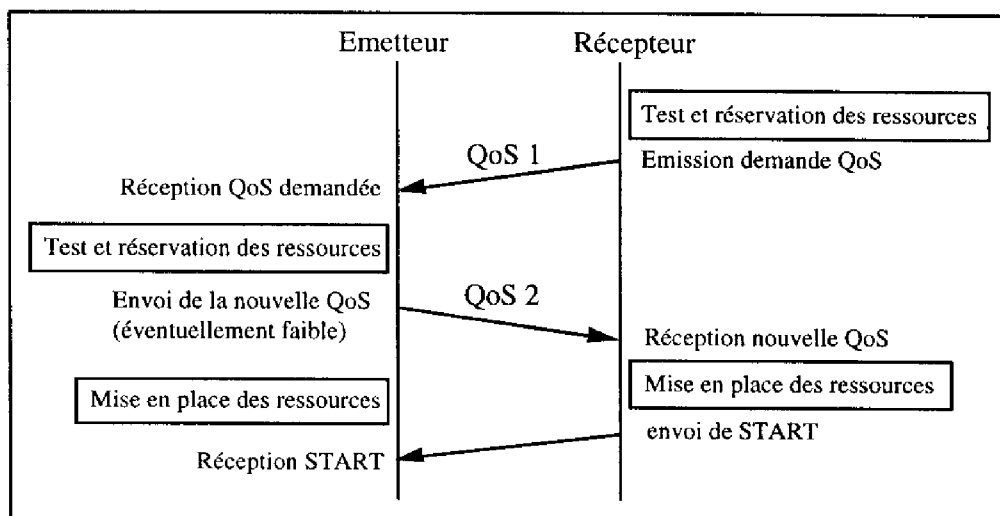 Emetteur
Récepteur
Test et réservation des ressources
QoS 1
Emission demande QoS
Réception QoS demandée
Test et réservation des ressources
Envoi de la nouvelle QoS
QoS 2
(éventuellement faible)
Réception nouvelle QoS
Mise en place des ressources
Mise en place des ressources
envoi de START
Réception START